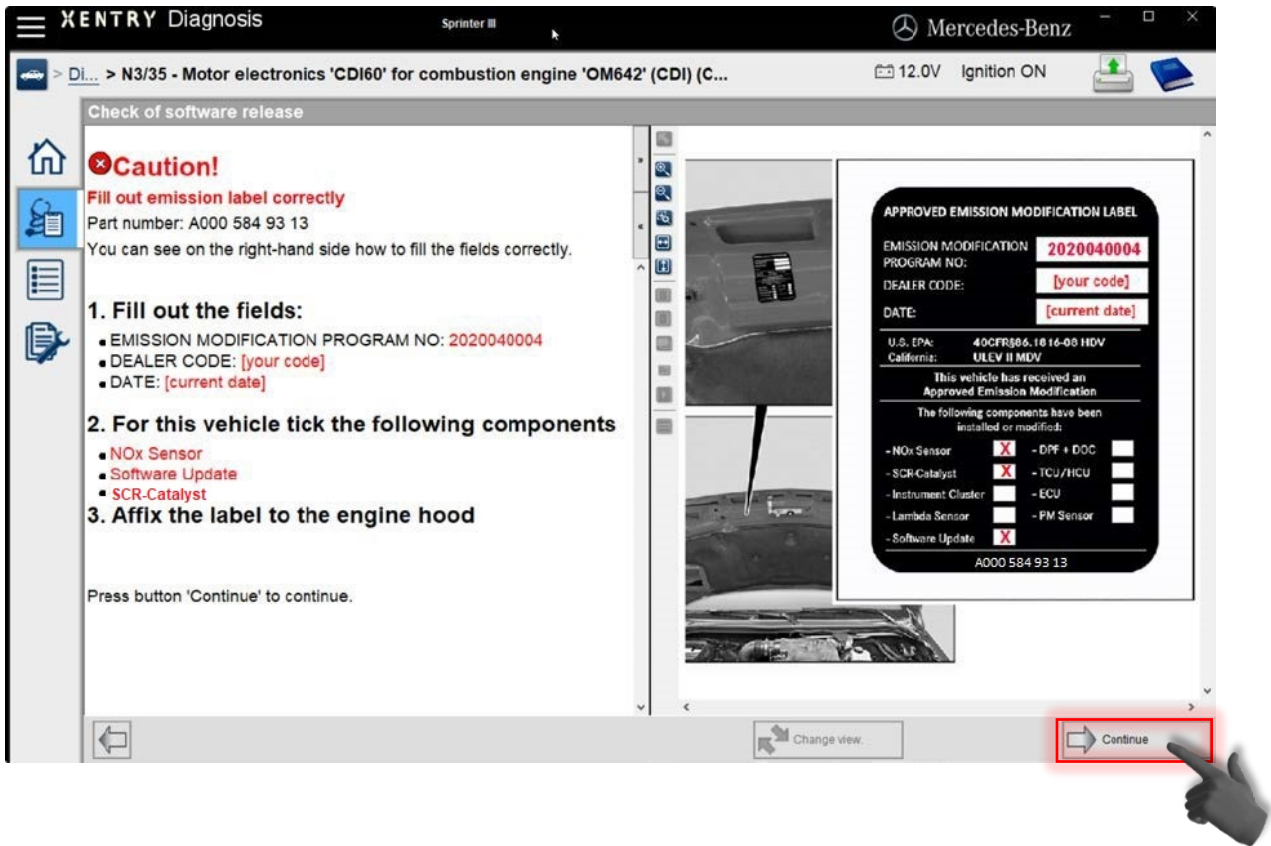 XENTRY Diagnosis
Sprinter III
Mercedes-Benz
> Di... > N3/35 - Motor electronics 'CDI60' for combustion engine 'OM642' (CDI) (C...
12.0V Ignition ON
Check of software release
Caution!
Fill out emission label correctly
Part number: A000 584 93 13
You can see on the right-hand side how to fill the fields correctly.
1. Fill out the fields:
EMISSION MODIFICATION PROGRAM NO: 2020040004
DEALER CODE: [your code]
DATE: [current date]
2. For this vehicle tick the following components
NOx Sensor
Software Update
SCR-Catalyst
3. Affix the label to the engine hood
Press button 'Continue' to continue.
APPROVED EMISSION MODIFICATION LABEL
EMISSION MODIFICATION
PROGRAM NO: 2020040004
DEALER CODE: [your code]
DATE: [current date]
U.S. EPA: 40CFR§86.1816-08 HDV
California: ULEV II MDV
This vehicle has received an
Approved Emission Modification
The following components have been
installed or modified:
- NOx Sensor X - DPF + DOC
- SCR-Catalyst X - TCU/HCU
- Instrument Cluster - ECU
- Lambda Sensor - PM Sensor
- Software Update X
A000 584 93 13
Change view.
Continue